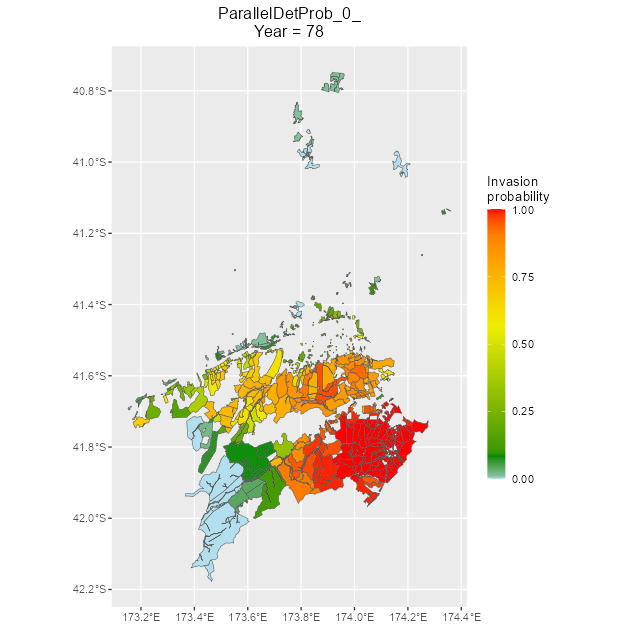 ParallelDetProb_0_
Year = 78
40.8°S
41.0°S
41.2°S
41.4°S
41.6°S
41.8°S
42.0°S
42.2°S
173.2°E
173.4°E
173.6°E
173.8°E
174.0°E
174.2°E
174.4°E
Invasion
probability
1.00
0.75
0.50
0.25
0.00